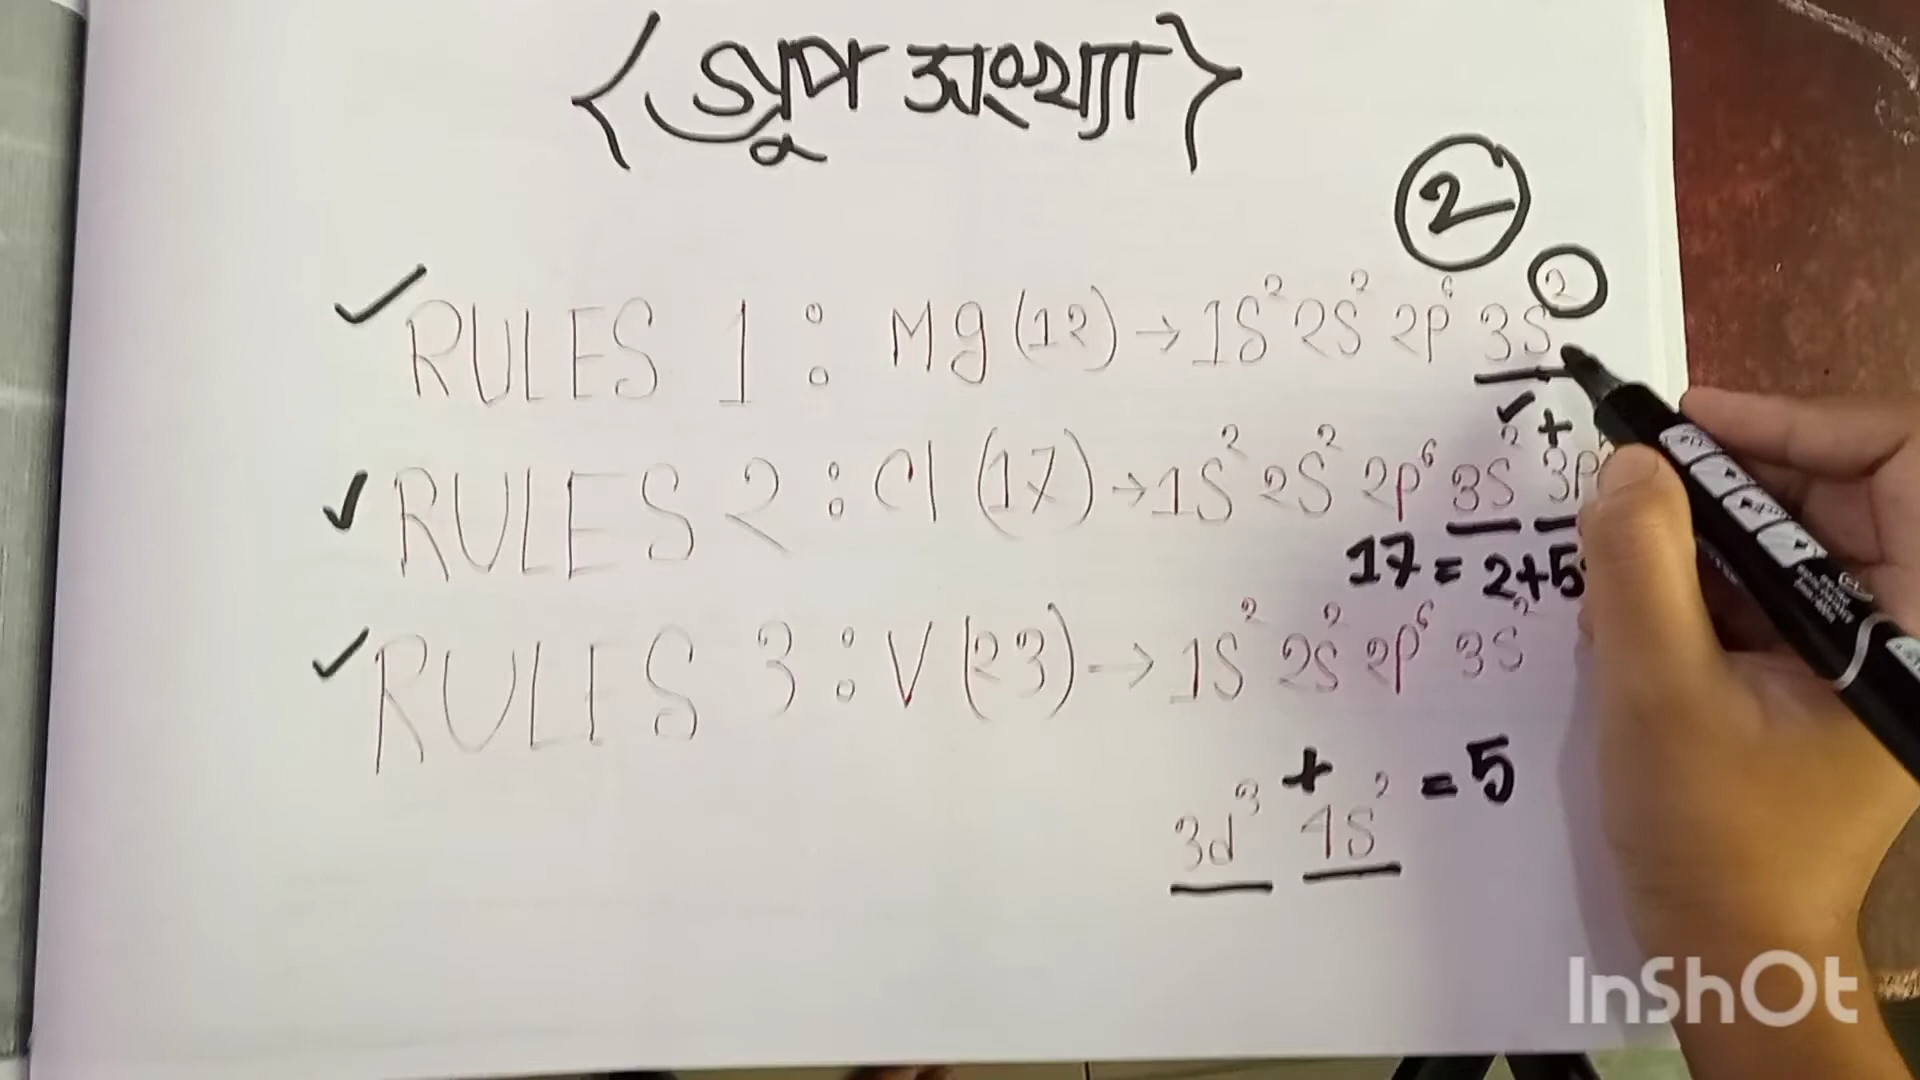 {গ্রুপ সংখ্যা}
2
✓ RULES 1 : Mg (12) → 1S² 2S² 2P⁶ 3S²
✓ +
✓ RULES 2 : Cl (17) → 1S² 2S² 2P⁶ 3S² 3P
17 = 2+5
✓ RULES 3 : V (23) → 1S² 2S² 2P⁶ 3S²
3d³ + 4S² = 5
InShOt